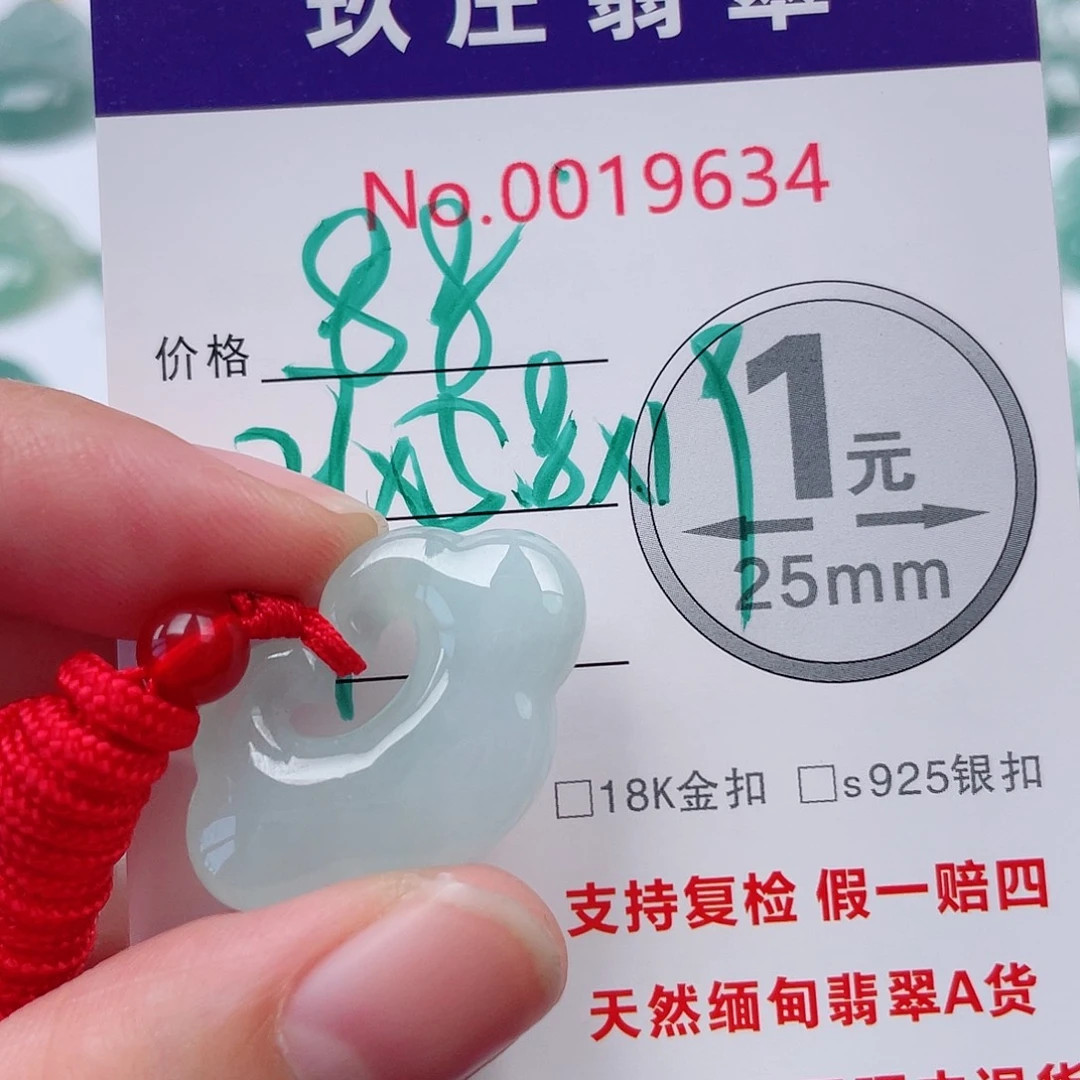 玖庄翡翠
No.0019634
价格 88
1元
25mm
□18K金扣 □s925银扣
支持复检 假一赔四
天然缅甸翡翠A货